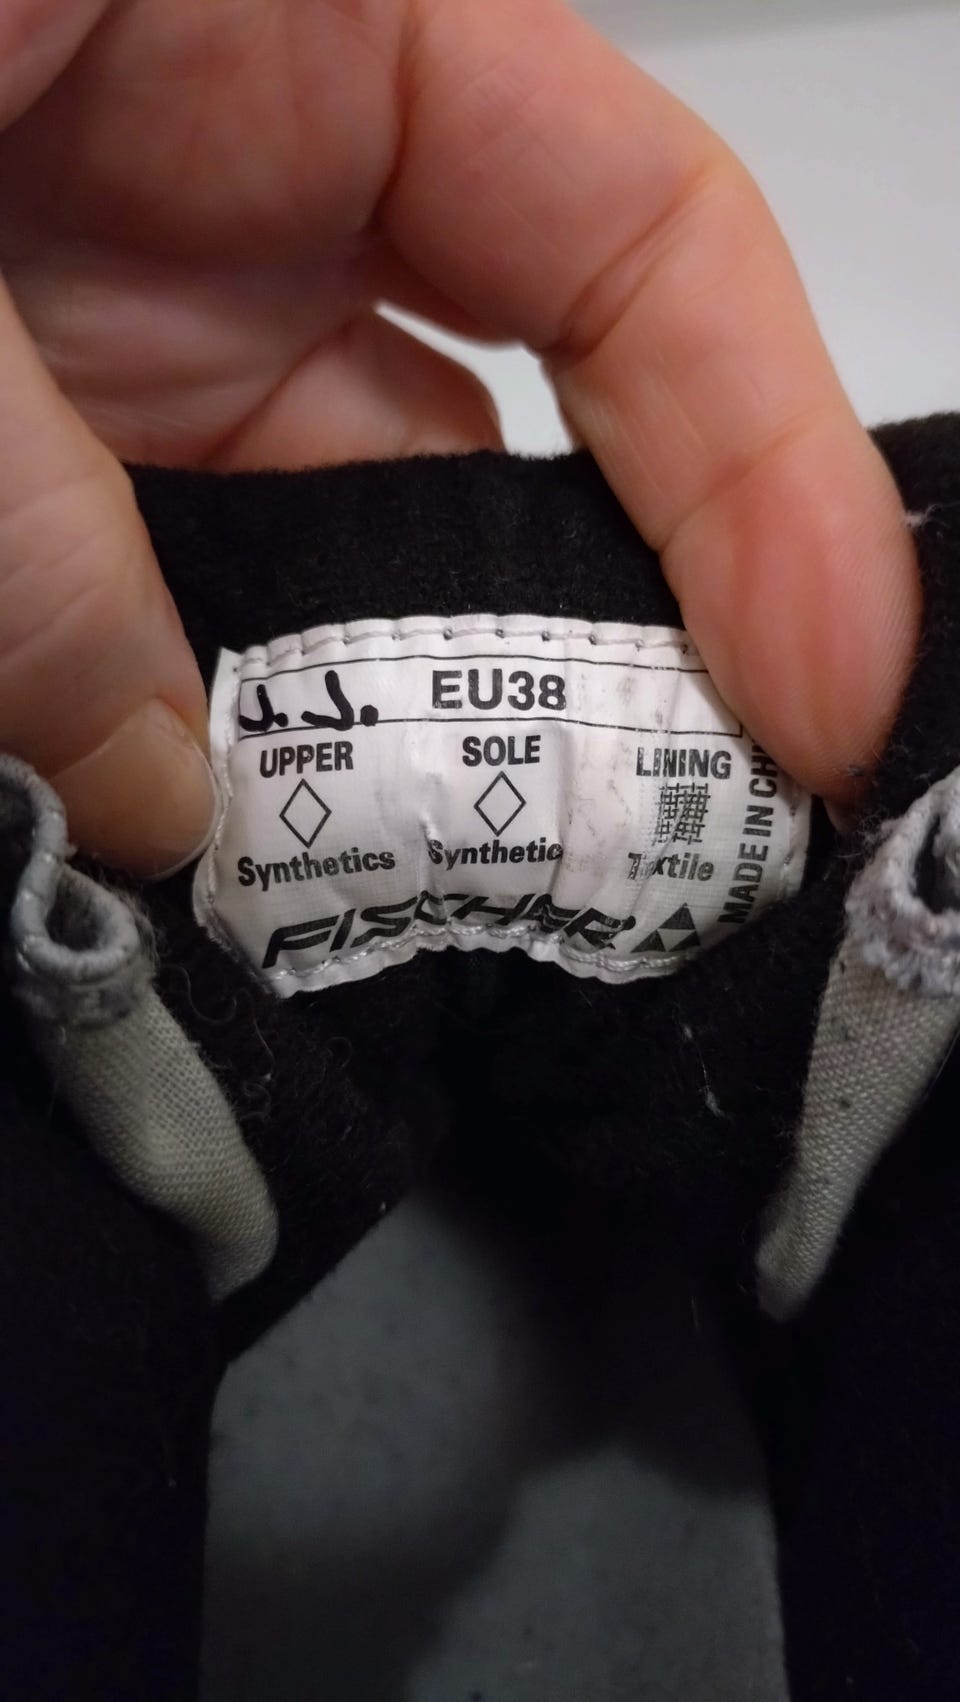 J.J. EU38
UPPER SOLE LINING
Synthetics Synthetic Textile
FISCHER
MADE IN CHI